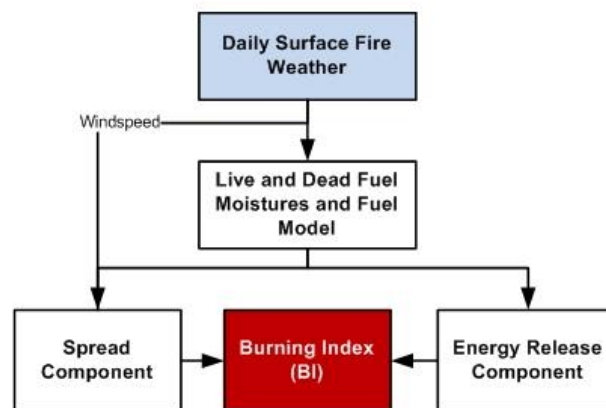 Daily Surface Fire
Weather
Windspeed
Live and Dead Fuel
Moistures and Fuel
Model
Spread
Component
Burning Index
(BI)
Energy Release
Component